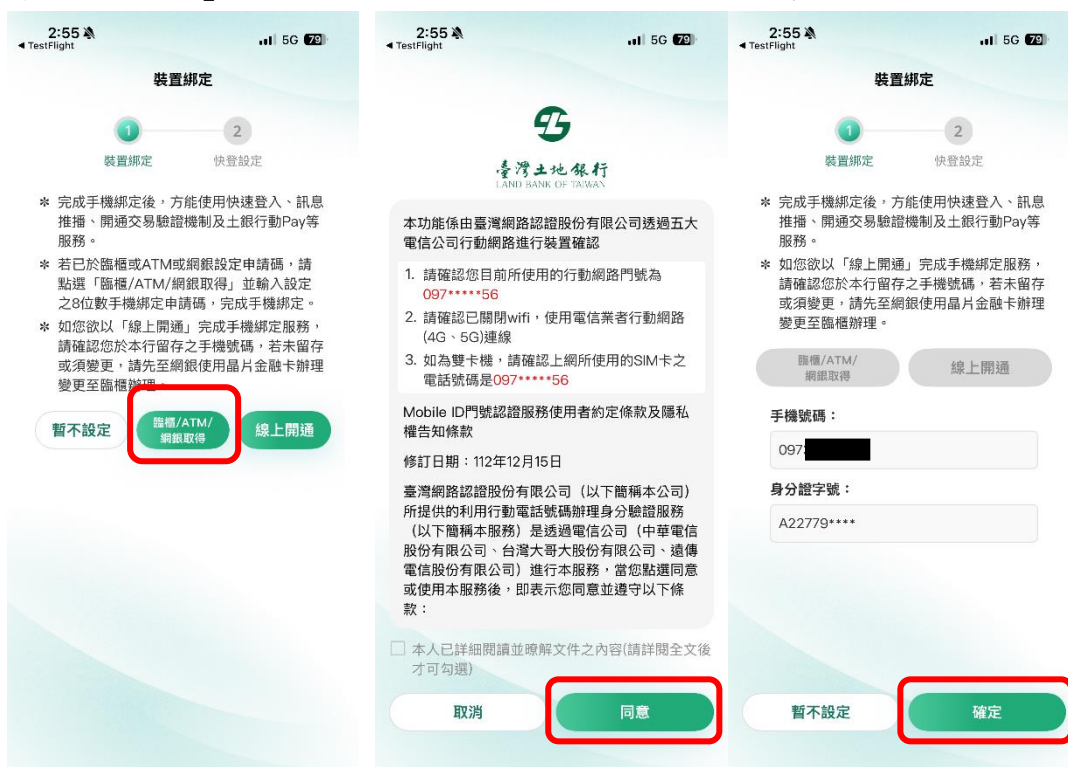 2:55
TestFlight
5G 79
裝置綁定
1
2
裝置綁定
快登設定
* 完成手機綁定後，方能使用快速登入、訊息
推播、開通交易驗證機制及土銀行動Pay等
服務。
* 若已於臨櫃或ATM或網銀設定申請碼，請
點選「臨櫃/ATM/網銀取得」並輸入設定
之8位數手機綁定申請碼，完成手機綁定。
* 如您欲以「線上開通」完成手機綁定服務，
請確認您於本行留存之手機號碼，若未留存
或須變更，請先至網銀使用晶片金融卡辦理
變更至臨櫃辦理。
暫不設定
臨櫃/ATM/
網銀取得
線上開通
2:55
TestFlight
5G 79
臺灣土地銀行
LAND BANK OF TAIWAN
本功能係由臺灣網路認證股份有限公司透過五大
電信公司行動網路進行裝置確認
1. 請確認您目前所使用的行動網路門號為
097*****56
2. 請確認已關閉wifi，使用電信業者行動網路
(4G、5G)連線
3. 如為雙卡機，請確認上網所使用的SIM卡之
電話號碼是097*****56
Mobile ID門號認證服務使用者約定條款及隱私
權告知條款
修訂日期：112年12月15日
臺灣網路認證股份有限公司（以下簡稱本公司）
所提供的利用行動電話號碼辦理身分驗證服務
（以下簡稱本服務）是透過電信公司（中華電信
股份有限公司、台灣大哥大股份有限公司、遠傳
電信股份有限公司）進行本服務，當您點選同意
或使用本服務後，即表示您同意並遵守以下條
款：
本人已詳細閱讀並暸解文件之內容(請詳閱全文後
才可勾選)
取消
同意
2:55
TestFlight
5G 79
裝置綁定
1
2
裝置綁定
快登設定
* 完成手機綁定後，方能使用快速登入、訊息
推播、開通交易驗證機制及土銀行動Pay等
服務。
* 如您欲以「線上開通」完成手機綁定服務，
請確認您於本行留存之手機號碼，若未留存
或須變更，請先至網銀使用晶片金融卡辦理
變更至臨櫃辦理。
臨櫃/ATM/
網銀取得
線上開通
手機號碼：
097
身分證字號：
A22779****
暫不設定
確定